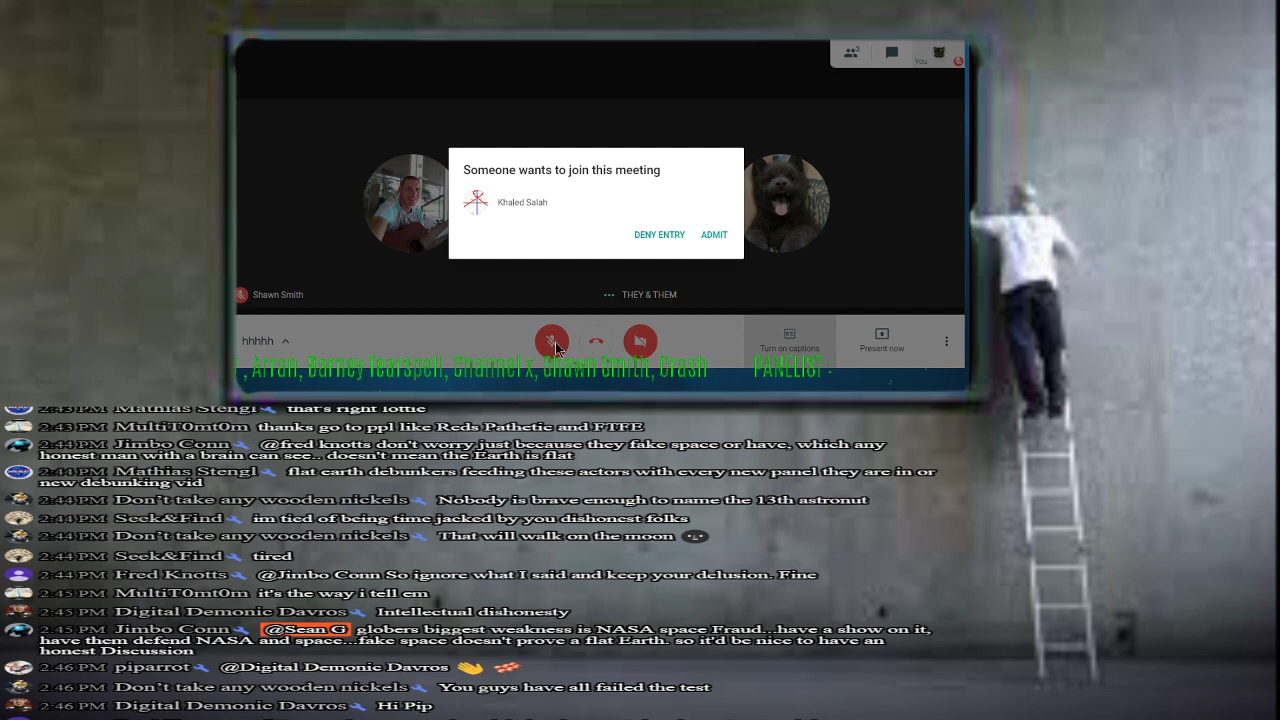 3
You
Someone wants to join this meeting
Khaled Salah
DENY ENTRY ADMIT
Shawn Smith
THEY & THEM
hhhhh
Turn on captions
Present now
, Arran, Barney Tearspell, Channel x, Shawn Smith, Crash PANELIST :
2:43 PM Mathias Stengl that's right lottie
2:43 PM MultiT0mt0m thanks go to ppl like Reds Pathetic and FTFE
2:44 PM Jimbo Conn @fred knotts don't worry just because they fake space or have, which any
honest man with a brain can see... doesn't mean the Earth is flat
2:44 PM Mathias Stengl flat earth debunkers feeding these actors with every new panel they are in or
new debunking vid
2:44 PM Don't take any wooden nickels Nobody is brave enough to name the 13th astronut
2:44 PM Seek&Find im tied of being time jacked by you dishonest folks
2:44 PM Don't take any wooden nickels That will walk on the moon
2:44 PM Seek&Find tired
2:44 PM Fred Knotts @Jimbo Conn So ignore what I said and keep your delusion. Fine
2:45 PM MultiT0mt0m it's the way i tell em
2:45 PM Digital Demonic Davros Intellectual dishonesty
2:45 PM Jimbo Conn @Sean G globers biggest weakness is NASA space Fraud...have a show on it,
have them defend NASA and space...fake space doesn't prove a flat Earth. so it'd be nice to have an
honest Discussion
2:46 PM piparrot @Digital Demonic Davros
2:46 PM Don't take any wooden nickels You guys have all failed the test
2:46 PM Digital Demonic Davros Hi Pip